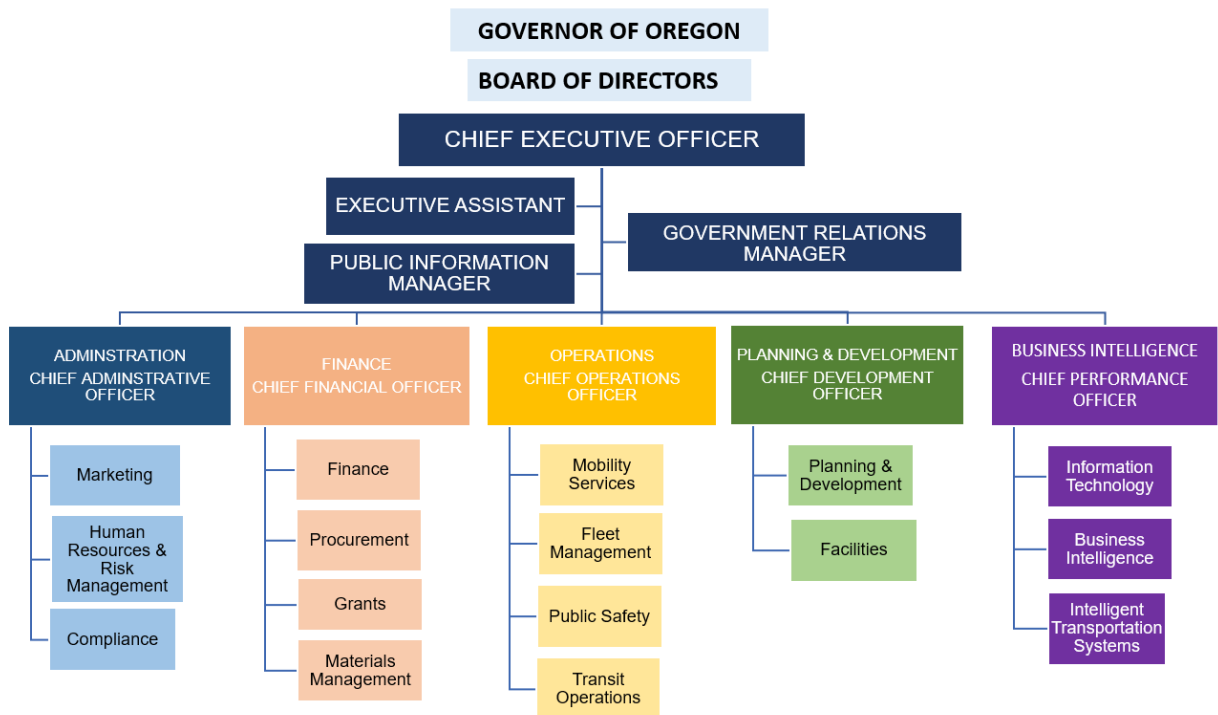 GOVERNOR OF OREGON
BOARD OF DIRECTORS
CHIEF EXECUTIVE OFFICER
EXECUTIVE ASSISTANT
GOVERNMENT RELATIONS
MANAGER
PUBLIC INFORMATION
MANAGER
ADMINSTRATION
CHIEF ADMINSTRATIVE
OFFICER
FINANCE
CHIEF FINANCIAL OFFICER
OPERATIONS
CHIEF OPERATIONS
OFFICER
PLANNING & DEVELOPMENT
CHIEF DEVELOPMENT
OFFICER
BUSINESS INTELLIGENCE
CHIEF PERFORMANCE
OFFICER
Marketing
Human
Resources &
Risk
Management
Compliance
Finance
Procurement
Grants
Materials
Management
Mobility
Services
Fleet
Management
Public Safety
Transit
Operations
Planning &
Development
Facilities
Information
Technology
Business
Intelligence
Intelligent
Transportation
Systems